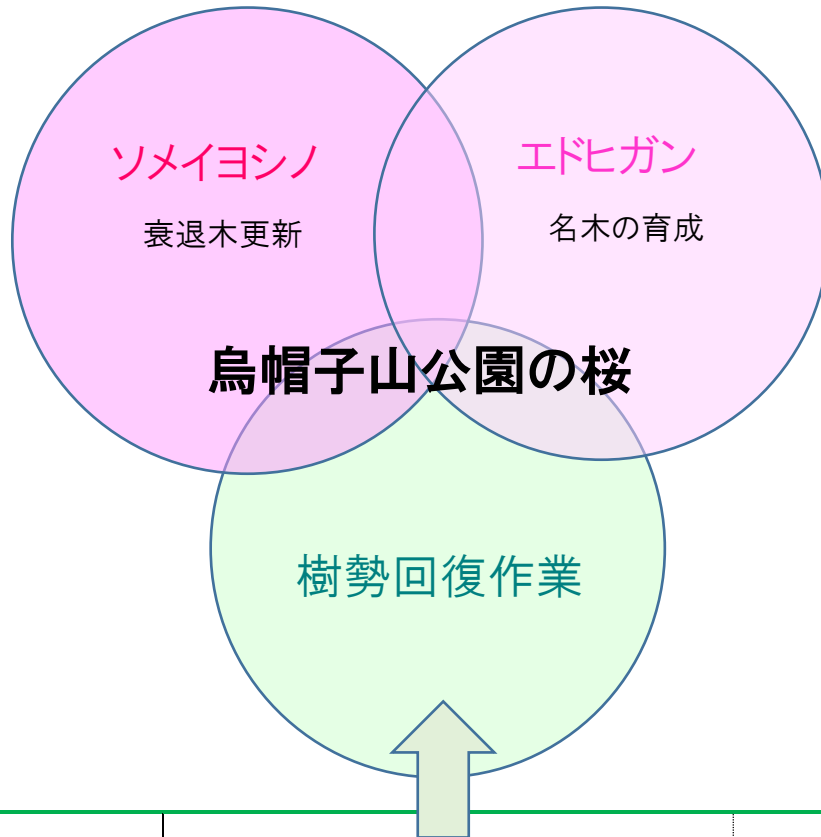 ソメイヨシノ
衰退木更新
エドヒガン
名木の育成
烏帽子山公園の桜
樹勢回復作業